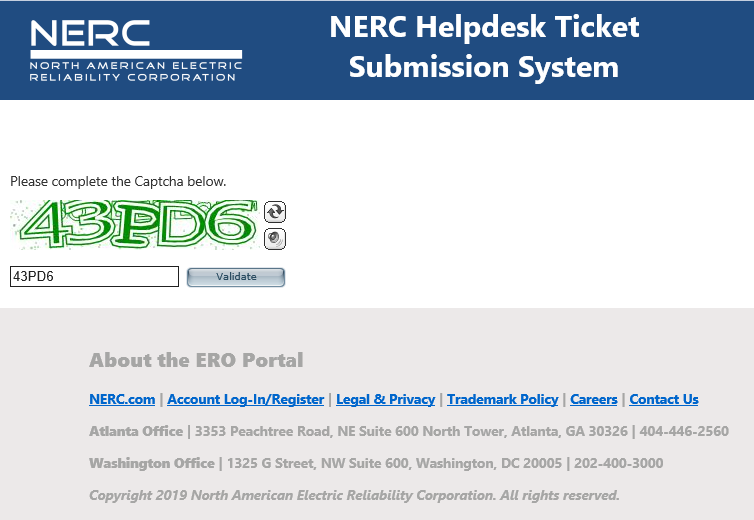 NERC
NORTH AMERICAN ELECTRIC
RELIABILITY CORPORATION
NERC Helpdesk Ticket
Submission System
Please complete the Captcha below.
43PD6
43PD6
Validate
About the ERO Portal
NERC.com | Account Log-In/Register | Legal & Privacy | Trademark Policy | Careers | Contact Us
Atlanta Office | 3353 Peachtree Road, NE Suite 600 North Tower, Atlanta, GA 30326 | 404-446-2560
Washington Office | 1325 G Street, NW Suite 600, Washington, DC 20005 | 202-400-3000
Copyright 2019 North American Electric Reliability Corporation. All rights reserved.